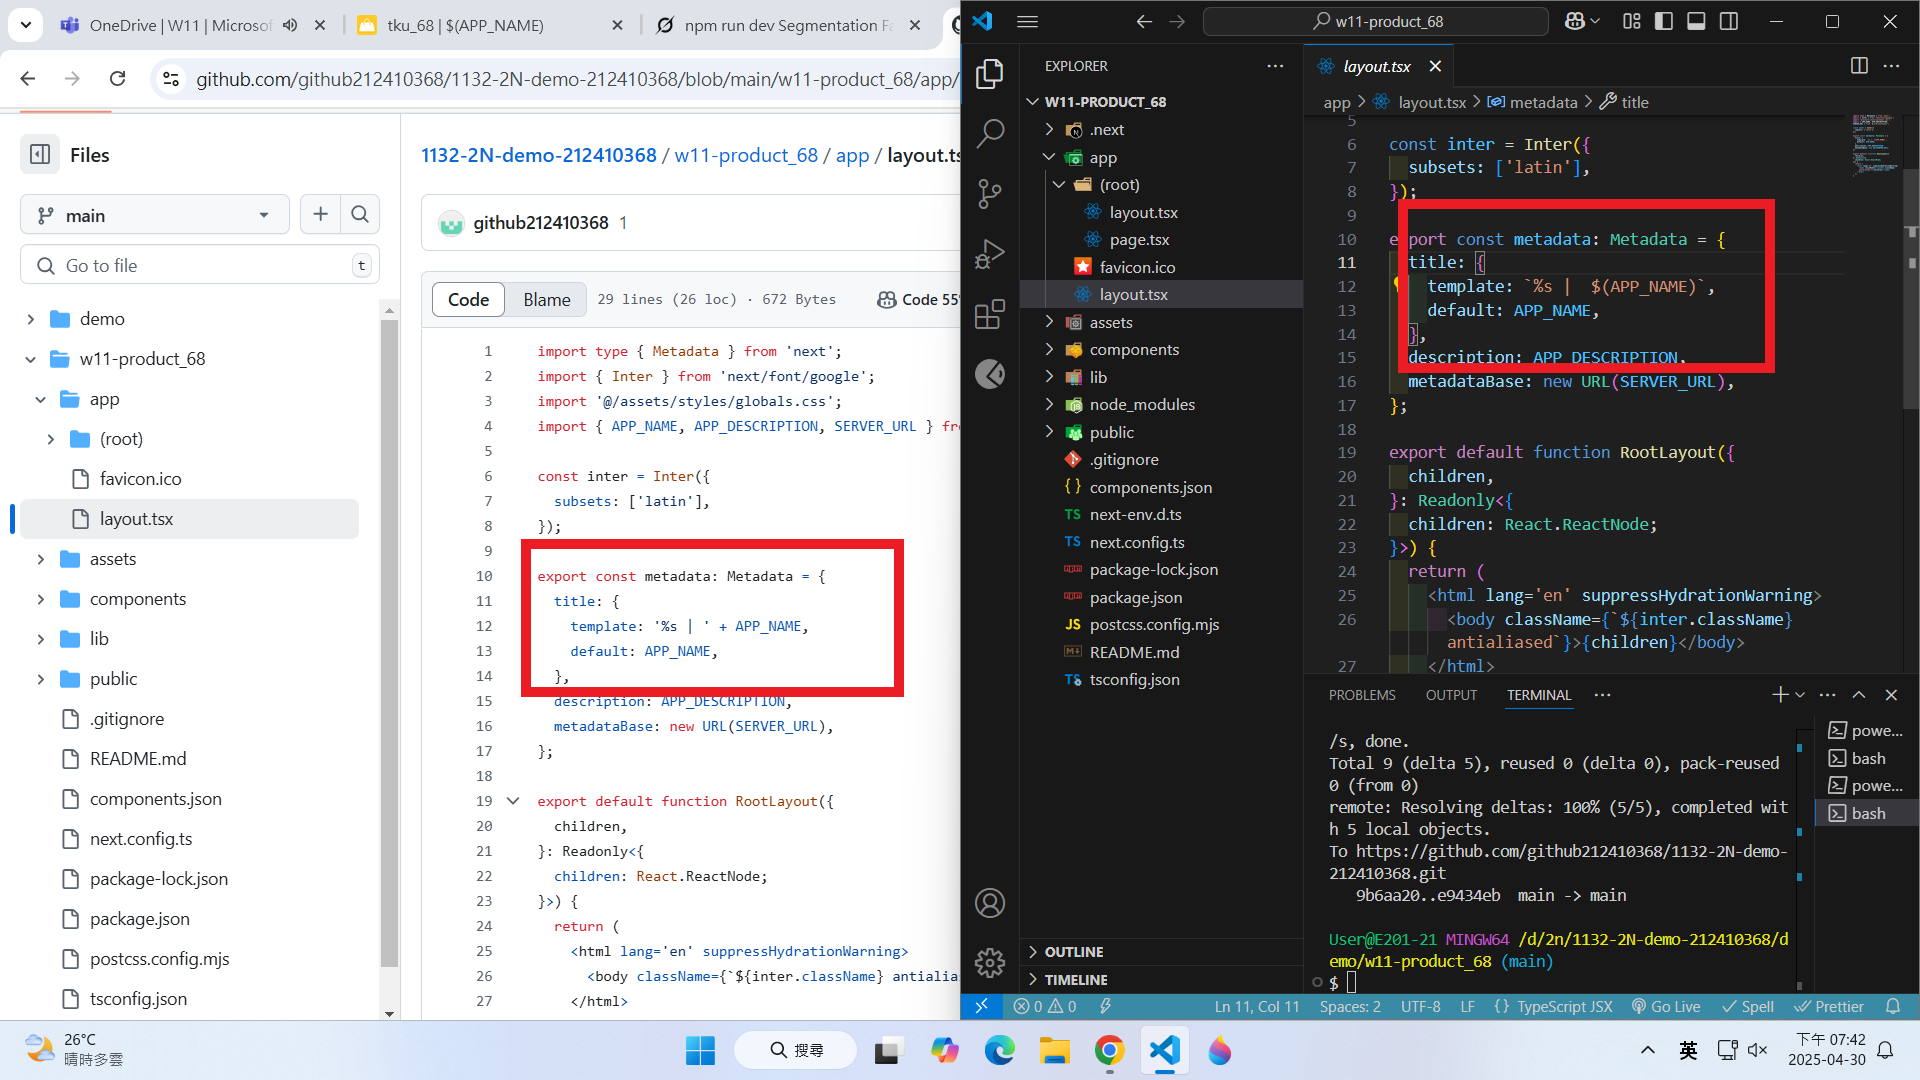 OneDrive | W11 | Microsof
tku_68 | $(APP_NAME)
npm run dev Segmentation Fa
github.com/github212410368/1132-2N-demo-212410368/blob/main/w11-product_68/app/
Files
main
Go to file
t
demo
w11-product_68
app
(root)
favicon.ico
layout.tsx
assets
components
lib
public
.gitignore
README.md
components.json
next.config.ts
package-lock.json
package.json
postcss.config.mjs
tsconfig.json
1132-2N-demo-212410368 / w11-product_68 / app / layout.ts
github212410368 1
Code
Blame
29 lines (26 loc) · 672 Bytes
Code 55%
1 import type { Metadata } from 'next';
2 import { Inter } from 'next/font/google';
3 import '@/assets/styles/globals.css';
4 import { APP_NAME, APP_DESCRIPTION, SERVER_URL } fro
5
6 const inter = Inter({
7 subsets: ['latin'],
8 });
9
10 export const metadata: Metadata = {
11 title: {
12 template: '%s | ' + APP_NAME,
13 default: APP_NAME,
14 },
15 description: APP_DESCRIPTION,
16 metadataBase: new URL(SERVER_URL),
17 };
18
19 export default function RootLayout({
20 children,
21 }: Readonly<{
22 children: React.ReactNode;
23 }>) {
24 return (
25 <html lang='en' suppressHydrationWarning>
26 <body className={`${inter.className} antialia
27 </html>
w11-product_68
EXPLORER
W11-PRODUCT_68
.next
app
(root)
layout.tsx
page.tsx
favicon.ico
layout.tsx
assets
components
lib
node_modules
public
.gitignore
components.json
next-env.d.ts
next.config.ts
package-lock.json
package.json
postcss.config.mjs
README.md
tsconfig.json
OUTLINE
TIMELINE
layout.tsx
app > layout.tsx > metadata > title
5
6 const inter = Inter({
7 subsets: ['latin'],
8 });
9
10 export const metadata: Metadata = {
11 title: {
12 template: `%s |  $(APP_NAME)`,
13 default: APP_NAME,
14 },
15 description: APP_DESCRIPTION,
16 metadataBase: new URL(SERVER_URL),
17 };
18
19 export default function RootLayout({
20 children,
21 }: Readonly<{
22 children: React.ReactNode;
23 }>) {
24 return (
25 <html lang='en' suppressHydrationWarning>
26 <body className={`${inter.className}
antialiased`}>{children}</body>
27 </html>
PROBLEMS
OUTPUT
TERMINAL
/s, done.
Total 9 (delta 5), reused 0 (delta 0), pack-reused
0 (from 0)
remote: Resolving deltas: 100% (5/5), completed wit
h 5 local objects.
To https://github.com/github212410368/1132-2N-demo-
212410368.git
9b6aa20..e9434eb  main -> main
User@E201-21 MINGW64 /d/2n/1132-2N-demo-212410368/d
emo/w11-product_68 (main)
$
powe...
bash
powe...
bash
0
0
Ln 11, Col 11
Spaces: 2
UTF-8
LF
{} TypeScript JSX
Go Live
Spell
Prettier
26°C
晴時多雲
搜尋
英
下午 07:42
2025-04-30